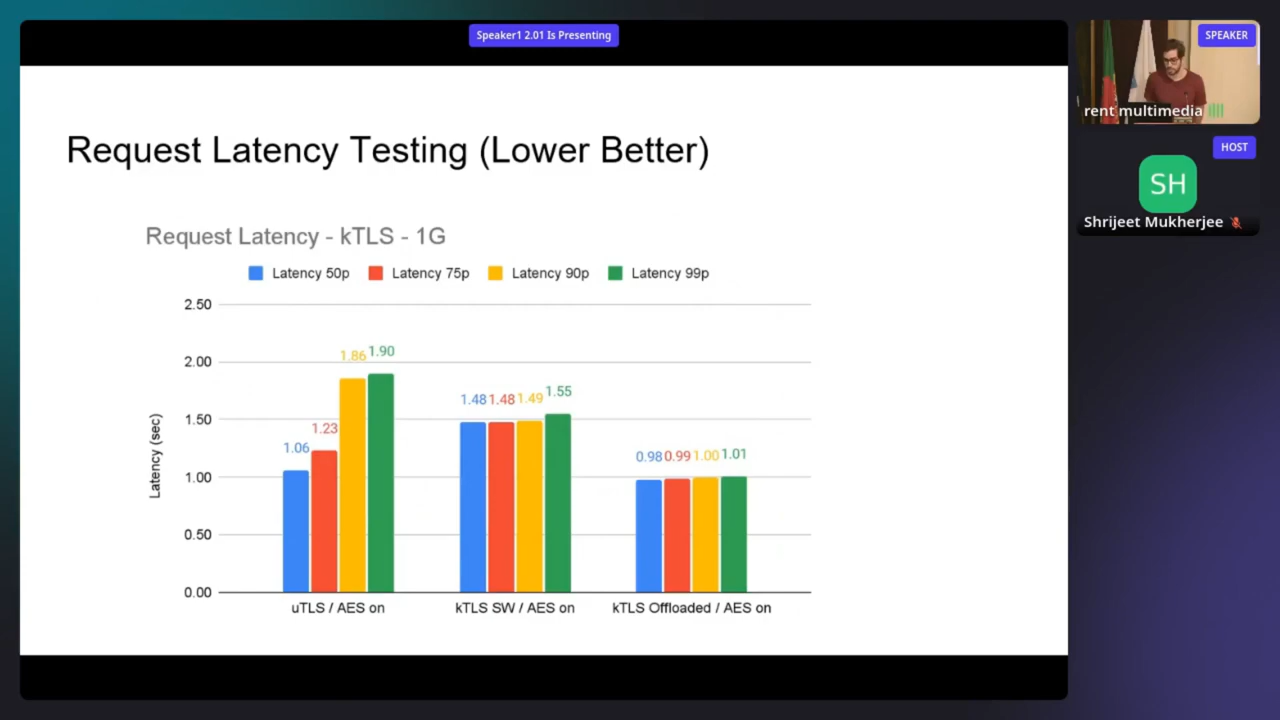 Speaker1 2.01 Is Presenting
SPEAKER
rent multimedia
HOST
SH
Shrijeet Mukherjee
Request Latency Testing (Lower Better)
Request Latency - kTLS - 1G
Latency 50p Latency 75p Latency 90p Latency 99p
2.50
2.00
1.50
1.00
0.50
0.00
Latency (sec)
1.06 1.23 1.86 1.90
1.48 1.48 1.49 1.55
0.98 0.99 1.00 1.01
uTLS / AES on kTLS SW / AES on kTLS Offloaded / AES on